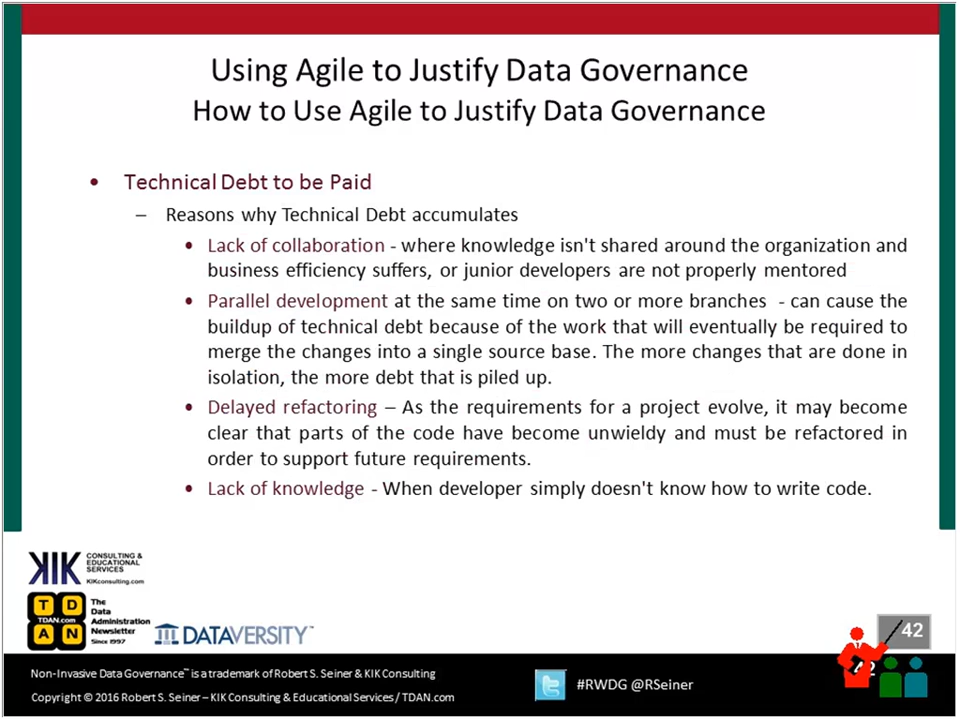 Using Agile to Justify Data Governance
How to Use Agile to Justify Data Governance
• Technical Debt to be Paid
– Reasons why Technical Debt accumulates
• Lack of collaboration - where knowledge isn't shared around the organization and
business efficiency suffers, or junior developers are not properly mentored
• Parallel development at the same time on two or more branches - can cause the
buildup of technical debt because of the work that will eventually be required to
merge the changes into a single source base. The more changes that are done in
isolation, the more debt that is piled up.
• Delayed refactoring – As the requirements for a project evolve, it may become
clear that parts of the code have become unwieldy and must be refactored in
order to support future requirements.
• Lack of knowledge - When developer simply doesn't know how to write code.
KIK
CONSULTING &
EDUCATIONAL
SERVICES
KIKconsulting.com
T D
TDAN.com
A N
The
Data
Administration
Newsletter
Since 1997
DATAVERSITY™
42
42
Non-Invasive Data Governance™ is a trademark of Robert S. Seiner & KIK Consulting
Copyright © 2016 Robert S. Seiner – KIK Consulting & Educational Services / TDAN.com
#RWDG @RSeiner